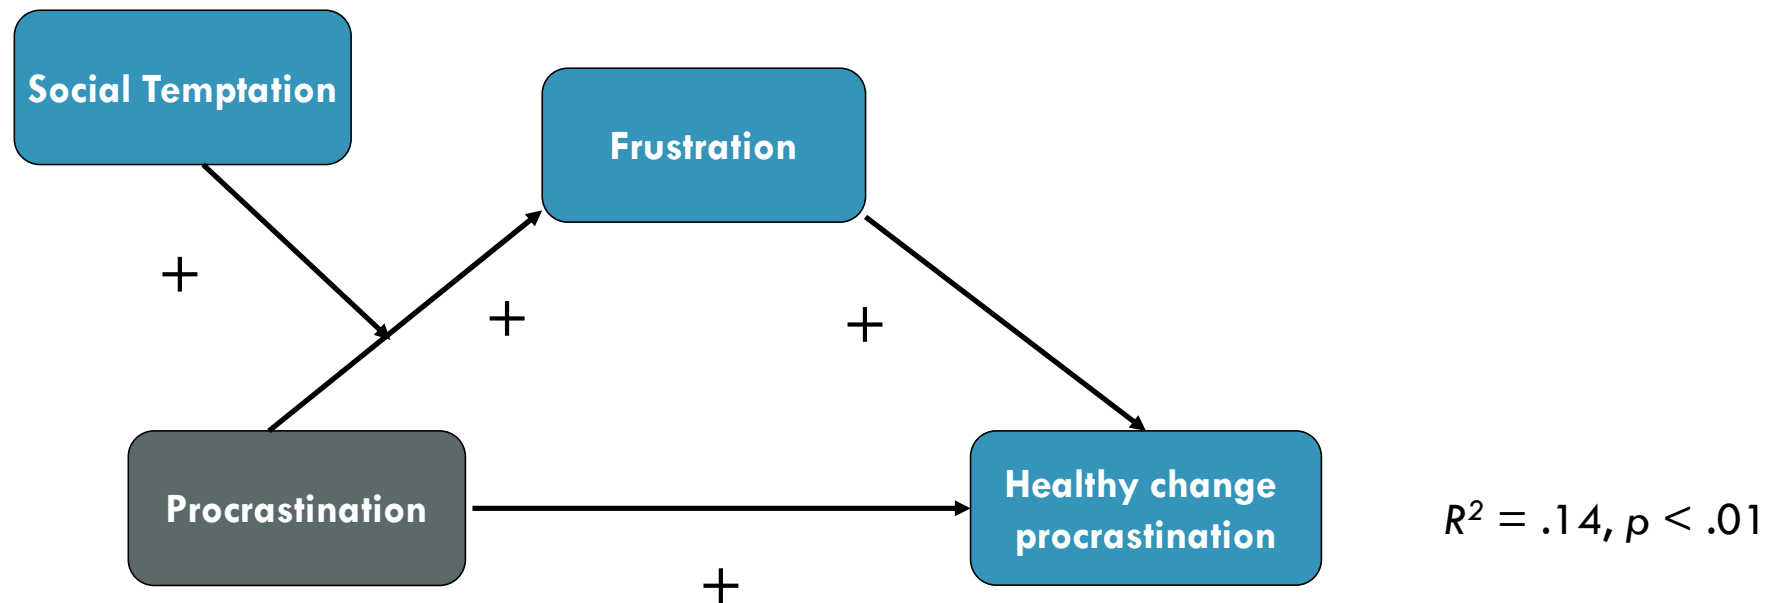 Social Temptation
Frustration
+
+
+
Procrastination
Healthy change
procrastination
R² = .14, p < .01
+